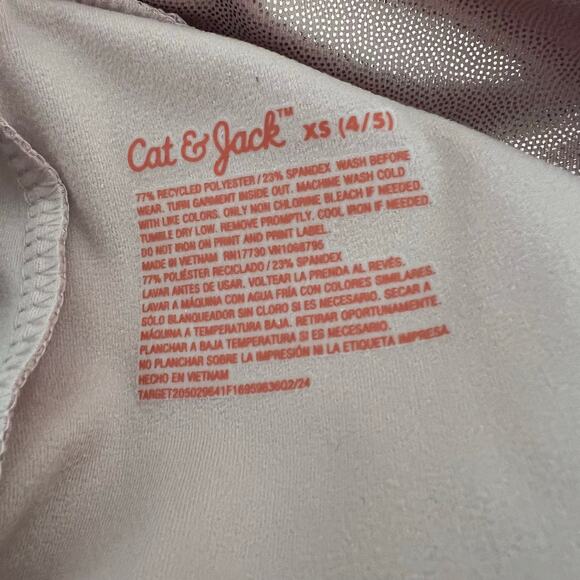 Cat & Jack™ XS (4/5)
77% RECYCLED POLYESTER / 23% SPANDEX WASH BEFORE
WEAR. TURN GARMENT INSIDE OUT. MACHINE WASH COLD
WITH LIKE COLORS. ONLY NON CHLORINE BLEACH IF NEEDED.
TUMBLE DRY LOW. REMOVE PROMPTLY. COOL IRON IF NEEDED.
DO NOT IRON ON PRINT AND PRINT LABEL.
MADE IN VIETNAM RN17730 VN1068795
77% POLIÉSTER RECICLADO / 23% SPANDEX
LAVAR ANTES DE USAR. VOLTEAR LA PRENDA AL REVÉS.
LAVAR A MÁQUINA CON AGUA FRÍA CON COLORES SIMILARES.
SÓLO BLANQUEADOR SIN CLORO SI ES NECESARIO. SECAR A
MÁQUINA A TEMPERATURA BAJA. RETIRAR OPORTUNAMENTE.
PLANCHAR A BAJA TEMPERATURA SI ES NECESARIO.
NO PLANCHAR SOBRE LA IMPRESIÓN NI LA ETIQUETA IMPRESA
HECHO EN VIETNAM